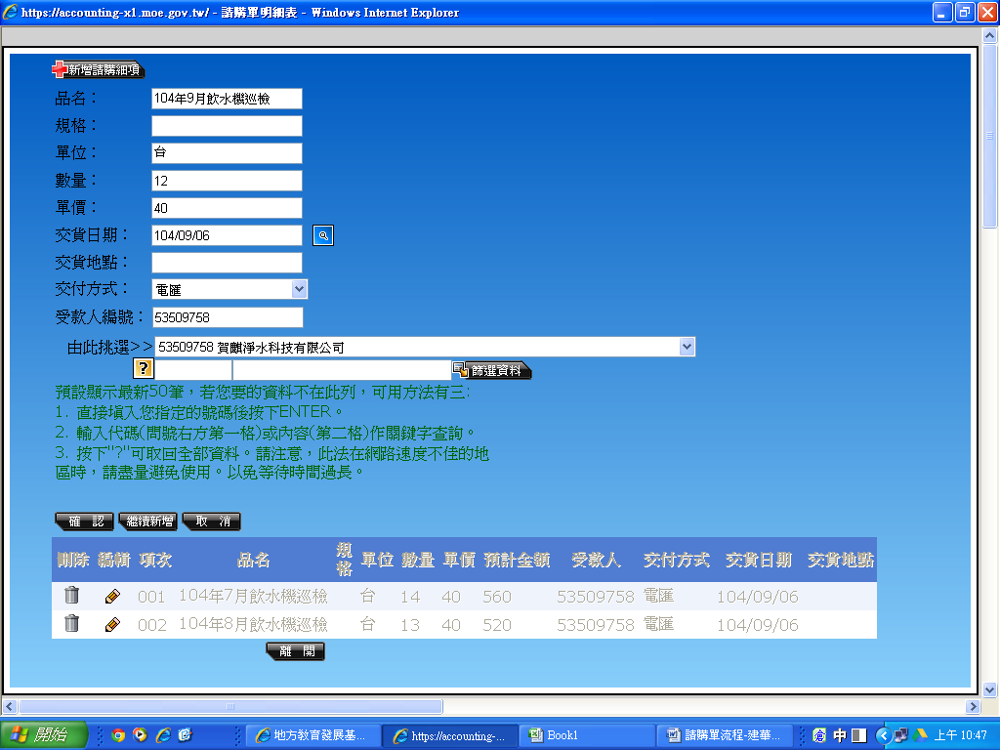 https://accounting-x1.moe.gov.tw/ - 請購單明細表 - Windows Internet Explorer
新增請購細項
品名： 104年9月飲水機巡檢
規格：
單位： 台
數量： 12
單價： 40
交貨日期： 104/09/06
交貨地點：
交付方式： 電匯
受款人編號： 53509758
由此挑選>> 53509758 賀麒淨水科技有限公司
? 篩選資料
預設顯示最新50筆，若您要的資料不在此列，可用方法有三:
1. 直接填入您指定的號碼後按下ENTER。
2. 輸入代碼(問號右方第一格)或內容(第二格)作關鍵字查詢。
3. 按下"?"可取回全部資料。請注意，此法在網路速度不佳的地
區時，請盡量避免使用。以免等待時間過長。
確 認 繼續新增 取 消
刪除 編輯 項次 品名 規格 單位 數量 單價 預計金額 受款人 交付方式 交貨日期 交貨地點
001 104年7月飲水機巡檢 台 14 40 560 53509758 電匯 104/09/06
002 104年8月飲水機巡檢 台 13 40 520 53509758 電匯 104/09/06
離 開
開始 地方教育發展基... https://accounting-... Book1 請購單流程-建華... 中 上午 10:47